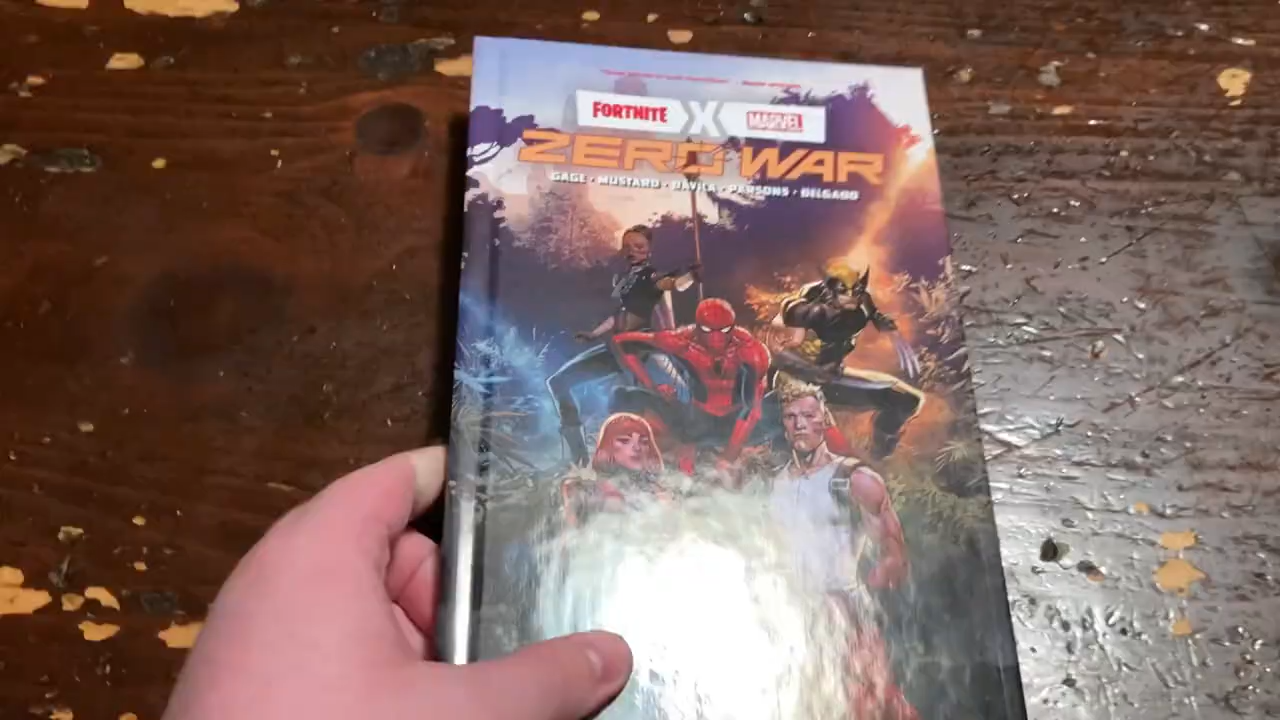 FORTNITE X MARVEL
ZERO WAR
GAGE · MUSTARD · DAVILA · PARSONS · DELGADO